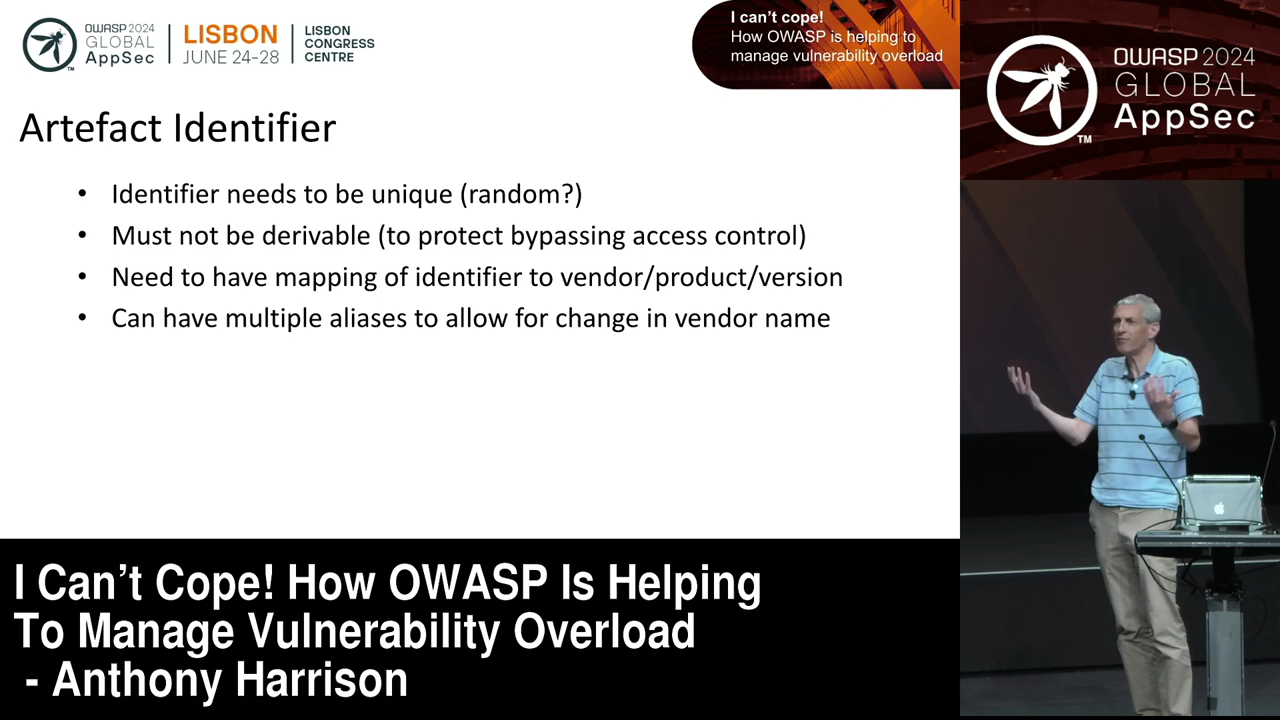 OWASP 2024
GLOBAL
AppSec
TM
LISBON
JUNE 24-28
LISBON
CONGRESS
CENTRE
I can't cope!
How OWASP is helping to
manage vulnerability overload
OWASP 2024
GLOBAL
AppSec
TM
Artefact Identifier
• Identifier needs to be unique (random?)
• Must not be derivable (to protect bypassing access control)
• Need to have mapping of identifier to vendor/product/version
• Can have multiple aliases to allow for change in vendor name
I Can't Cope! How OWASP Is Helping
To Manage Vulnerability Overload
- Anthony Harrison